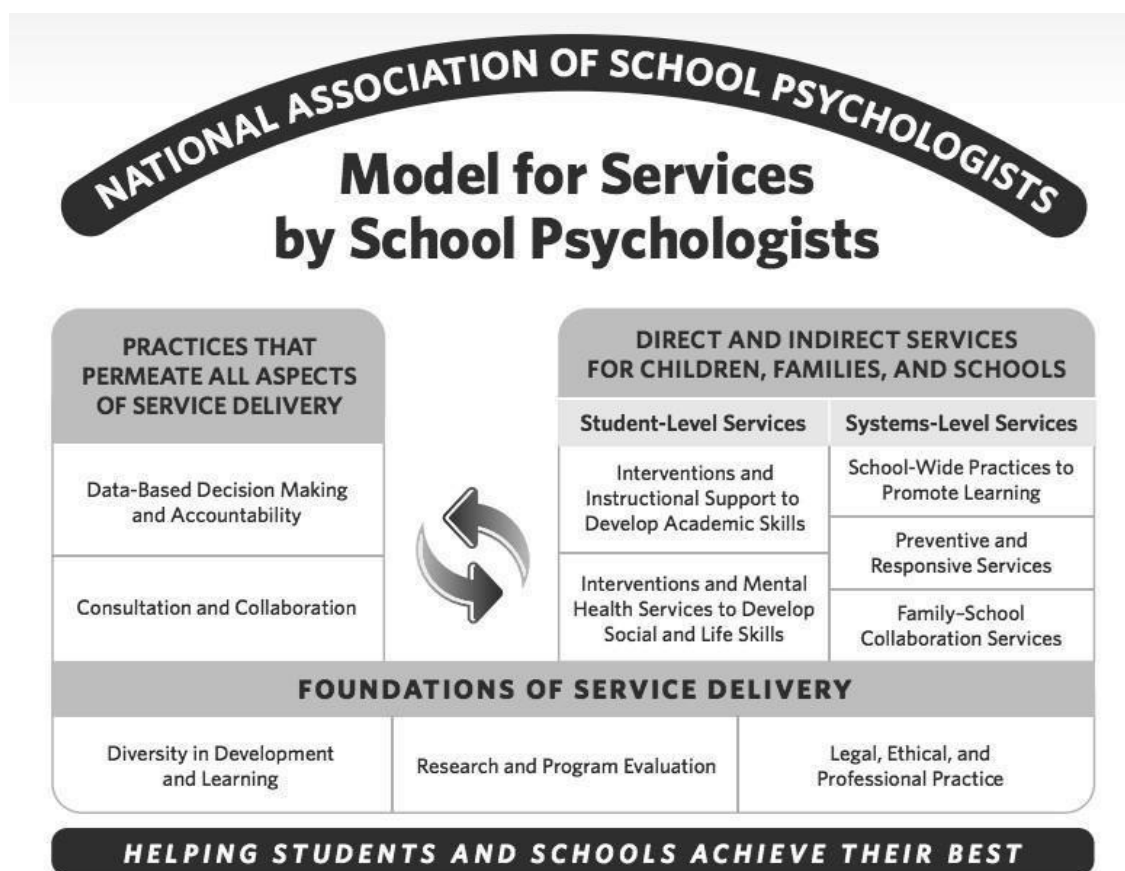 NATIONAL ASSOCIATION OF SCHOOL PSYCHOLOGISTS
Model for Services
by School Psychologists
PRACTICES THAT
PERMEATE ALL ASPECTS
OF SERVICE DELIVERY
Data-Based Decision Making
and Accountability
Consultation and Collaboration
DIRECT AND INDIRECT SERVICES
FOR CHILDREN, FAMILIES, AND SCHOOLS
Student-Level Services
Interventions and
Instructional Support to
Develop Academic Skills
Interventions and Mental
Health Services to Develop
Social and Life Skills
Systems-Level Services
School-Wide Practices to
Promote Learning
Preventive and
Responsive Services
Family–School
Collaboration Services
FOUNDATIONS OF SERVICE DELIVERY
Diversity in Development
and Learning
Research and Program Evaluation
Legal, Ethical, and
Professional Practice
HELPING STUDENTS AND SCHOOLS ACHIEVE THEIR BEST